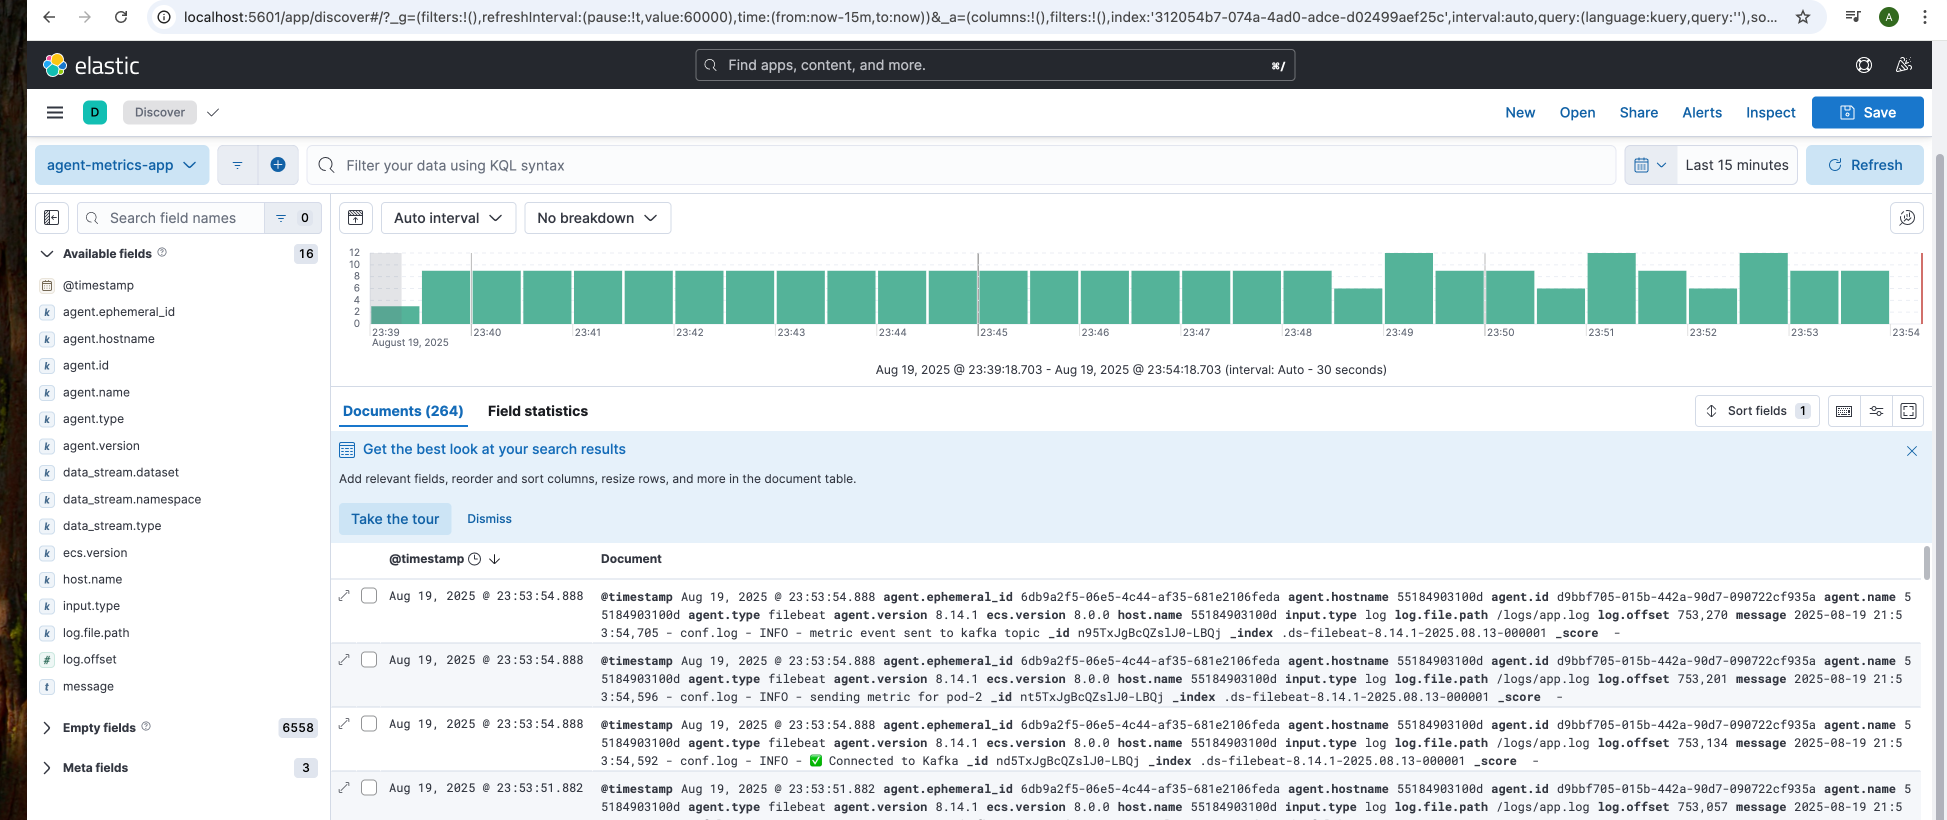 localhost:5601/app/discover#/?_g=(filters:!(),refreshInterval:(pause:!t,value:60000),time:(from:now-15m,to:now))&_a=(columns:!(),filters:!(),index:'312054b7-074a-4ad0-adce-d02499aef25c',interval:auto,query:(language:kuery,query:''),so...
A
elastic
Find apps, content, and more.
⌘/
D
Discover
New
Open
Share
Alerts
Inspect
Save
agent-metrics-app
Filter your data using KQL syntax
Last 15 minutes
Refresh
Search field names
0
Auto interval
No breakdown
Available fields
16
@timestamp
agent.ephemeral_id
agent.hostname
agent.id
agent.name
agent.type
agent.version
data_stream.dataset
data_stream.namespace
data_stream.type
ecs.version
host.name
input.type
log.file.path
log.offset
message
Empty fields
6558
Meta fields
3
12
10
8
6
4
2
0
23:39 23:40 23:41 23:42 23:43 23:44 23:45 23:46 23:47 23:48 23:49 23:50 23:51 23:52 23:53 23:54
August 19, 2025
Aug 19, 2025 @ 23:39:18.703 - Aug 19, 2025 @ 23:54:18.703 (interval: Auto - 30 seconds)
Documents (264)
Field statistics
Sort fields 1
Get the best look at your search results
Add relevant fields, reorder and sort columns, resize rows, and more in the document table.
Take the tour
Dismiss
@timestamp
Document
Aug 19, 2025 @ 23:53:54.888
@timestamp Aug 19, 2025 @ 23:53:54.888 agent.ephemeral_id 6db9a2f5-06e5-4c44-af35-681e2106feda agent.hostname 55184903100d agent.id d9bbf705-015b-442a-90d7-090722cf935a agent.name 5
5184903100d agent.type filebeat agent.version 8.14.1 ecs.version 8.0.0 host.name 55184903100d input.type log log.file.path /logs/app.log log.offset 753,270 message 2025-08-19 21:5
3:54,705 - conf.log - INFO - metric event sent to kafka topic _id n95TxJgBcQZslJ0-LBQj _index .ds-filebeat-8.14.1-2025.08.13-000001 _score -
Aug 19, 2025 @ 23:53:54.888
@timestamp Aug 19, 2025 @ 23:53:54.888 agent.ephemeral_id 6db9a2f5-06e5-4c44-af35-681e2106feda agent.hostname 55184903100d agent.id d9bbf705-015b-442a-90d7-090722cf935a agent.name 5
5184903100d agent.type filebeat agent.version 8.14.1 ecs.version 8.0.0 host.name 55184903100d input.type log log.file.path /logs/app.log log.offset 753,201 message 2025-08-19 21:5
3:54,596 - conf.log - INFO - sending metric for pod-2 _id nt5TxJgBcQZslJ0-LBQj _index .ds-filebeat-8.14.1-2025.08.13-000001 _score -
Aug 19, 2025 @ 23:53:54.888
@timestamp Aug 19, 2025 @ 23:53:54.888 agent.ephemeral_id 6db9a2f5-06e5-4c44-af35-681e2106feda agent.hostname 55184903100d agent.id d9bbf705-015b-442a-90d7-090722cf935a agent.name 5
5184903100d agent.type filebeat agent.version 8.14.1 ecs.version 8.0.0 host.name 55184903100d input.type log log.file.path /logs/app.log log.offset 753,134 message 2025-08-19 21:5
3:54,592 - conf.log - INFO - ✅ Connected to Kafka _id nd5TxJgBcQZslJ0-LBQj _index .ds-filebeat-8.14.1-2025.08.13-000001 _score -
Aug 19, 2025 @ 23:53:51.882
@timestamp Aug 19, 2025 @ 23:53:51.882 agent.ephemeral_id 6db9a2f5-06e5-4c44-af35-681e2106feda agent.hostname 55184903100d agent.id d9bbf705-015b-442a-90d7-090722cf935a agent.name 5
5184903100d agent.type filebeat agent.version 8.14.1 ecs.version 8.0.0 host.name 55184903100d input.type log log.file.path /logs/app.log log.offset 753,057 message 2025-08-19 21:5